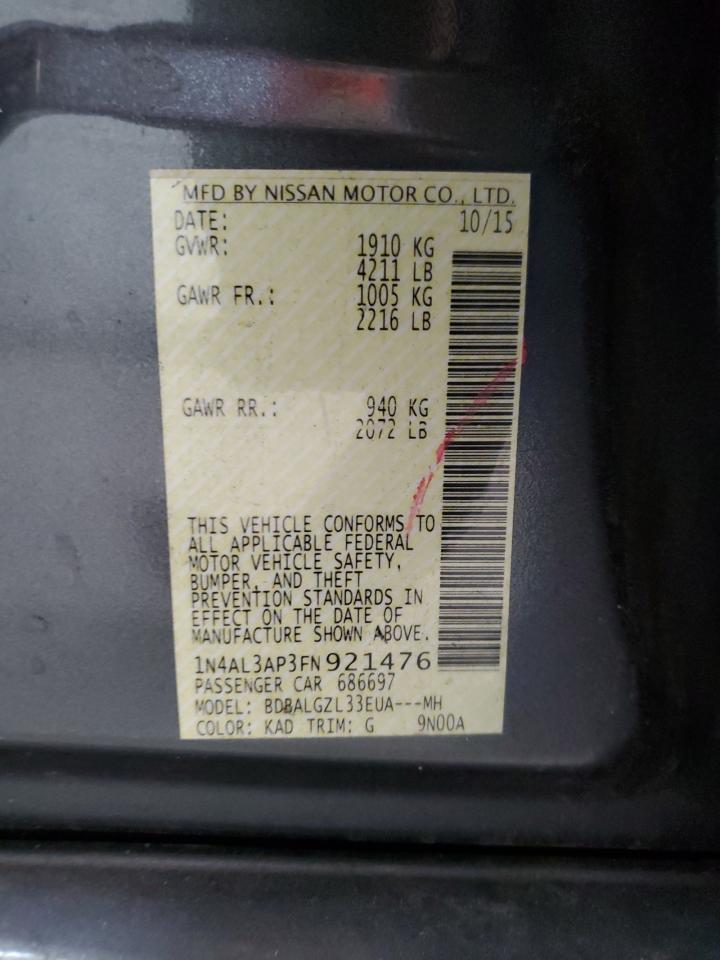 MFD BY NISSAN MOTOR CO., LTD.
DATE: 10/15
GVWR: 1910 KG
4211 LB
GAWR FR.: 1005 KG
2216 LB
GAWR RR.: 940 KG
2072 LB
THIS VEHICLE CONFORMS TO
ALL APPLICABLE FEDERAL
MOTOR VEHICLE SAFETY,
BUMPER, AND THEFT
PREVENTION STANDARDS IN
EFFECT ON THE DATE OF
MANUFACTURE SHOWN ABOVE.
1N4AL3AP3FN921476
PASSENGER CAR 686697
MODEL: BDBALGZL33EUA---MH
COLOR: KAD TRIM: G 9N00A